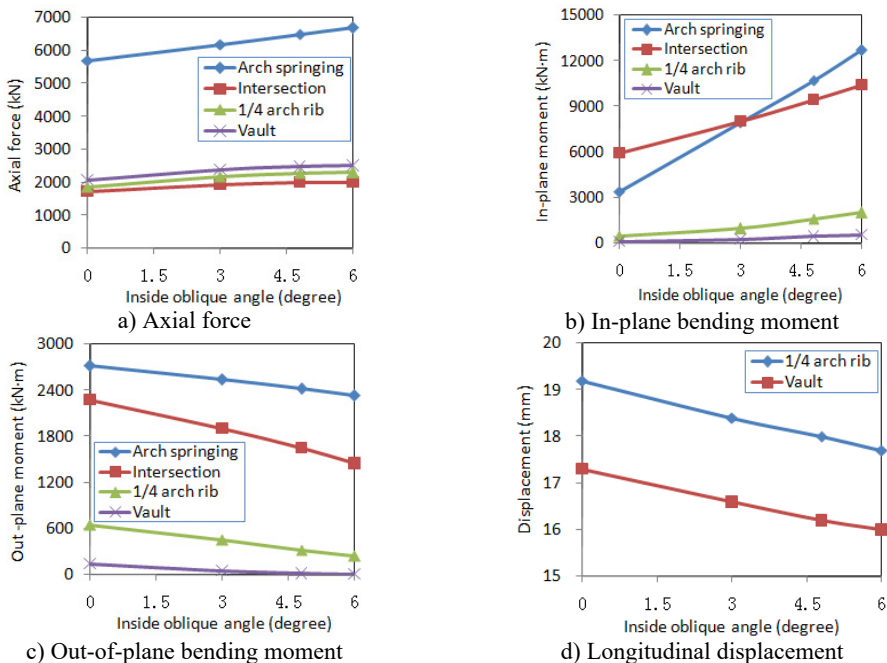 7000
6000
5000
4000
3000
2000
1000
0
Axial force (kN)
Arch springing
Intersection
1/4 arch rib
Vault
0 1.5 3 4.5 6
Inside oblique angle (degree)
a) Axial force
15000
12000
9000
6000
3000
0
In-plane moment (kN·m)
Arch springing
Intersection
1/4 arch rib
Vault
0 1.5 3 4.5 6
Inside oblique angle (degree)
b) In-plane bending moment
3000
2400
1800
1200
600
0
Out -plane moment (kN·m)
Arch springing
Intersection
1/4 arch rib
Vault
0 1.5 3 4.5 6
Inside oblique angle (degree)
c) Out-of-plane bending moment
20
19
18
17
16
15
Displacement (mm)
1/4 arch rib
Vault
0 1.5 3 4.5 6
Inside oblique angle (degree)
d) Longitudinal displacement